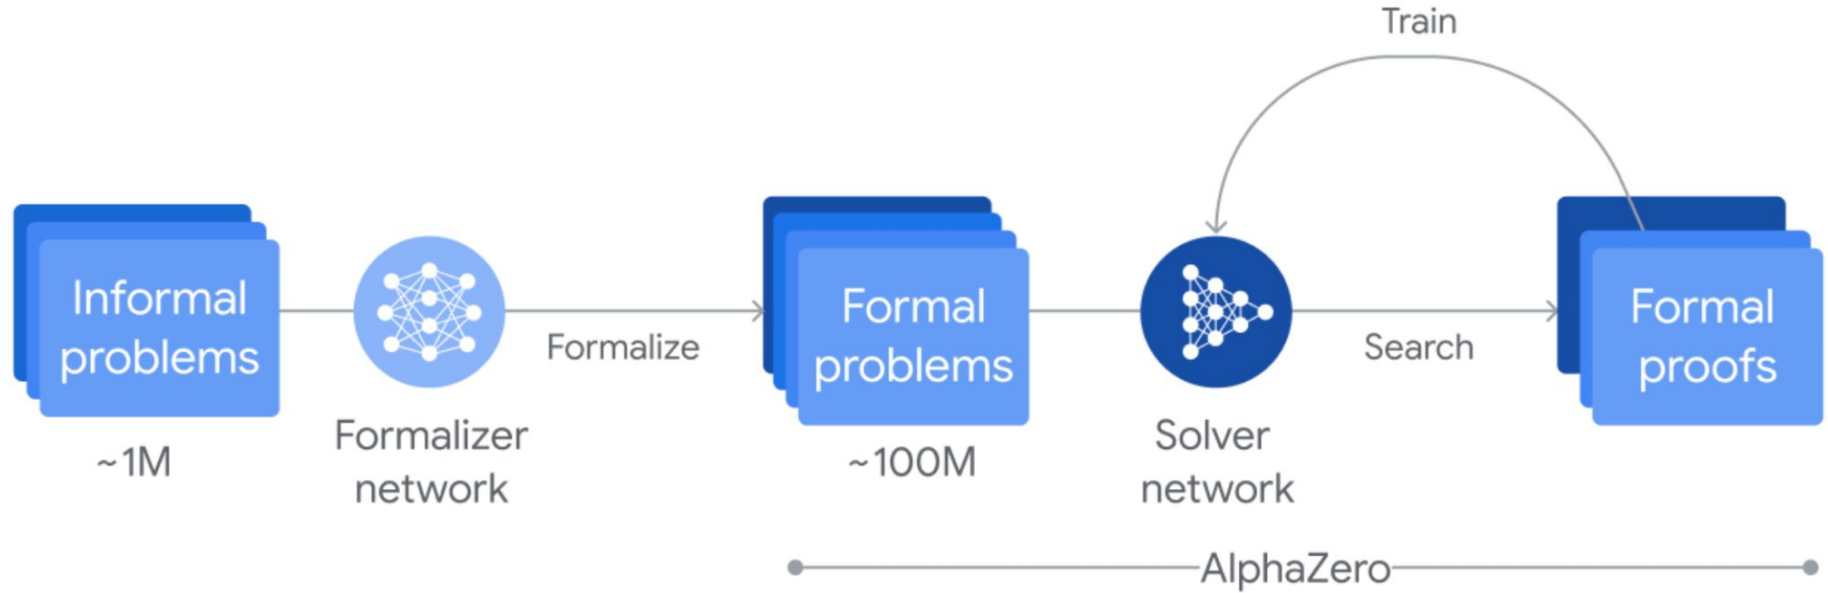 Train
Informal
problems
Formalizer
network
Formalize
Formal
problems
Solver
network
Search
Formal
proofs
~1M
~100M
AlphaZero